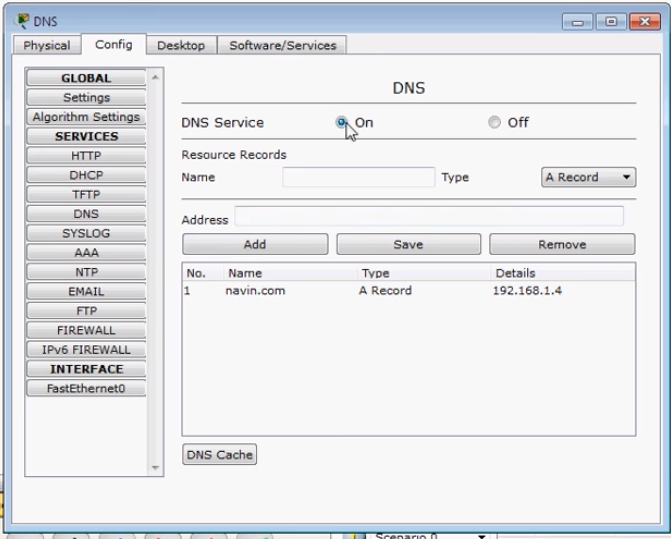 DNS
Physical Config Desktop Software/Services
GLOBAL
Settings
Algorithm Settings
SERVICES
HTTP
DHCP
TFTP
DNS
SYSLOG
AAA
NTP
EMAIL
FTP
FIREWALL
IPv6 FIREWALL
INTERFACE
FastEthernet0
DNS
DNS Service On Off
Resource Records
Name Type A Record
Address
Add Save Remove
No. Name Type Details
1 navin.com A Record 192.168.1.4
DNS Cache
Scenario 0